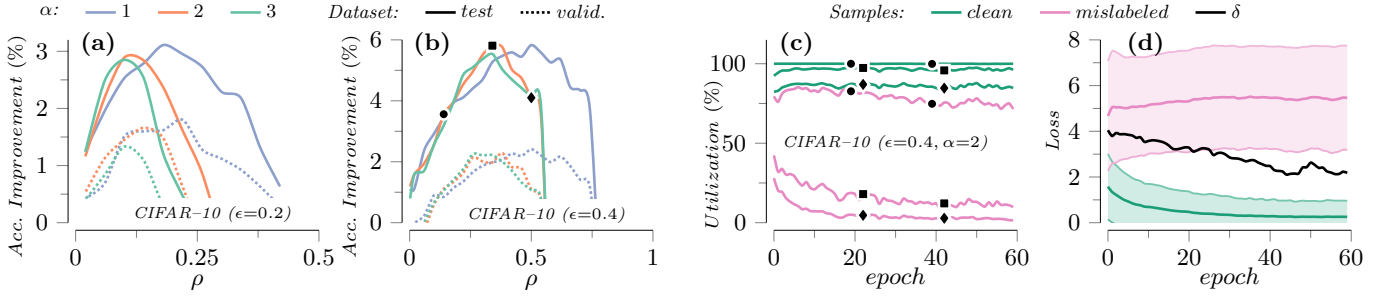 α: 1 2 3 Dataset: test valid. Samples: clean mislabeled δ
(a)
Acc. Improvement (%)
3
2
1
0
CIFAR–10 (ϵ=0.2)
0 0.25 0.5
ρ
(b)
Acc. Improvement (%)
6
4
2
0
CIFAR–10 (ϵ=0.4)
0 0.5 1
ρ
(c)
Utilization (%)
100
75
50
25
0
CIFAR–10 (ϵ=0.4, α=2)
0 20 40 60
epoch
(d)
Loss
8
6
4
2
0
0 20 40 60
epoch